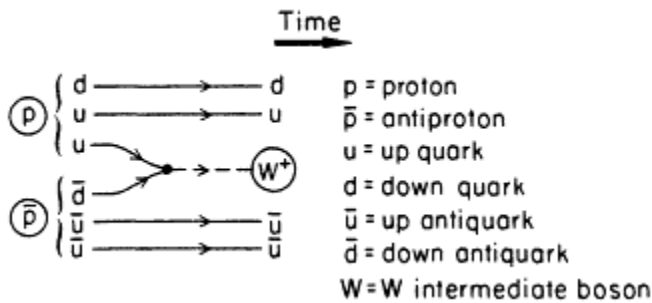 Time
d d
p u u
u
W+
d̄
p̄ ū ū
ū ū
p = proton
p̄ = antiproton
u = up quark
d = down quark
ū = up antiquark
d̄ = down antiquark
W = W intermediate boson